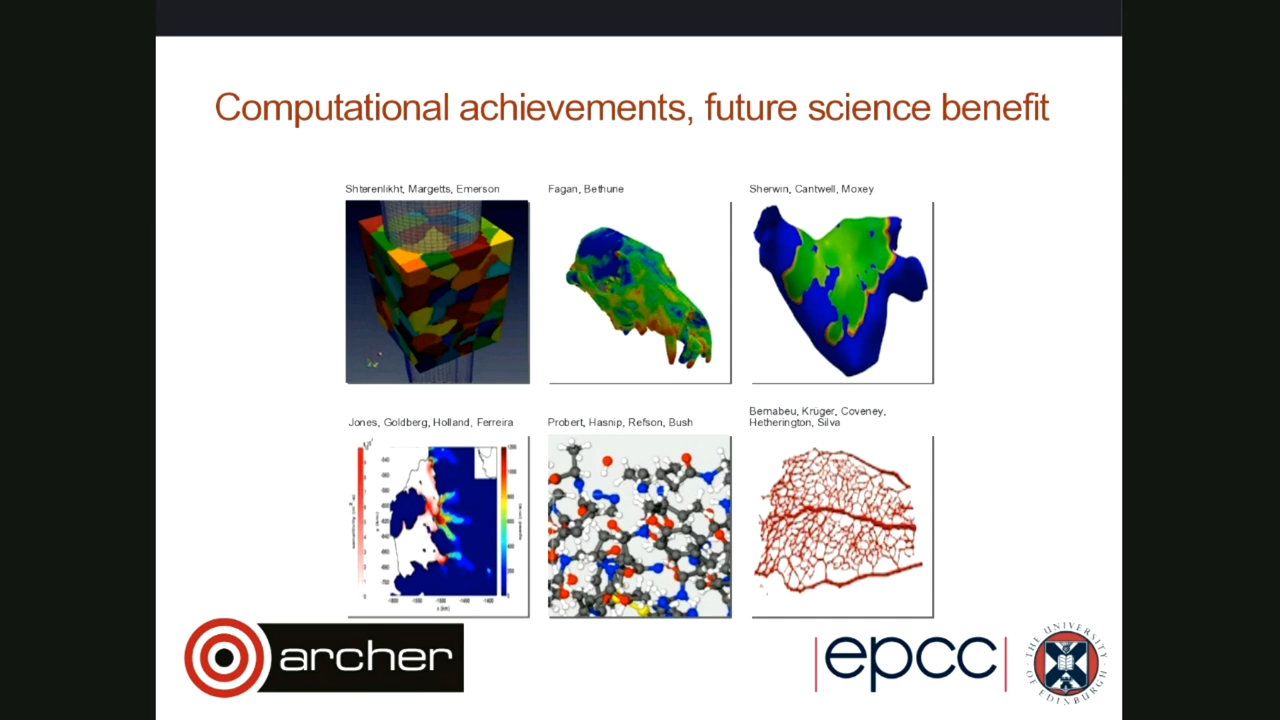 Computational achievements, future science benefit
Shterenlikht, Margetts, Emerson
Fagan, Bethune
Sherwin, Cantwell, Moxey
Jones, Goldberg, Holland, Ferreira
Probert, Hasnip, Refson, Bush
Bernabeu, Krüger, Coveney,
Hetherington, Silva
x (km)
archer
epcc
THE UNIVERSITY
OF EDINBURGH